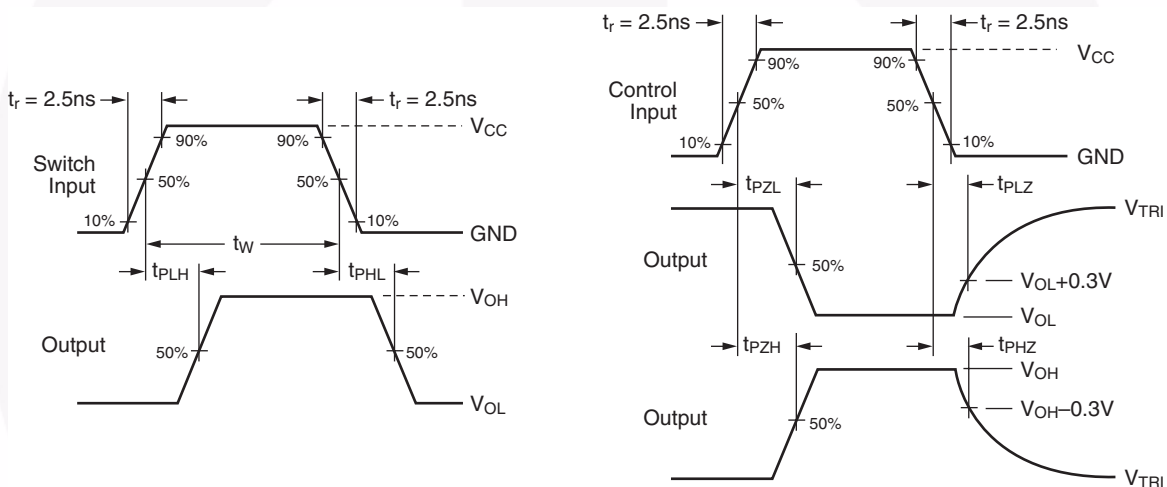 tr = 2.5ns
tr = 2.5ns
VCC
90%
90%
Switch
Input
50%
50%
10%
10%
GND
tW
tPLH
tPHL
VOH
Output
50%
50%
VOL
tr = 2.5ns
tr = 2.5ns
VCC
90%
90%
Control
Input
50%
50%
10%
10%
GND
tPZL
tPLZ
VTRI
Output
50%
VOL+0.3V
VOL
tPZH
tPHZ
VOH
VOH–0.3V
Output
50%
VTRI